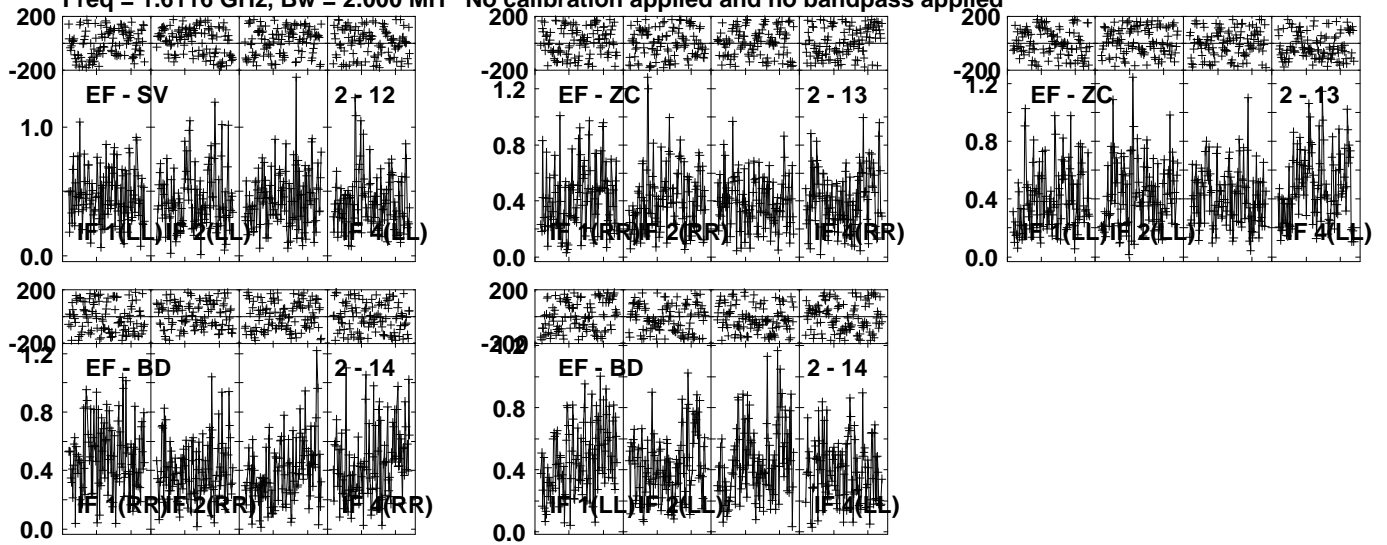 Freq = 1.6116 GHz, Bw = 2.000 MH No calibration applied and no bandpass applied
200
-200
EF - SV 2 - 12
1.0
0.0
IF 1(LL) IF 2(LL) IF 4(LL)
200
-200
1.2
EF - ZC 2 - 13
0.8
0.4
0.0
IF 1(RR) IF 2(RR) IF 4(RR)
200
-200
1.2
EF - ZC 2 - 13
0.8
0.4
0.0
IF 1(LL) IF 2(LL) IF 4(LL)
200
-200
1.2
EF - BD 2 - 14
0.8
0.4
0.0
IF 1(RR) IF 2(RR) IF 4(RR)
200
-200
1.2
EF - BD 2 - 14
0.8
0.4
0.0
IF 1(LL) IF 2(LL) IF 4(LL)